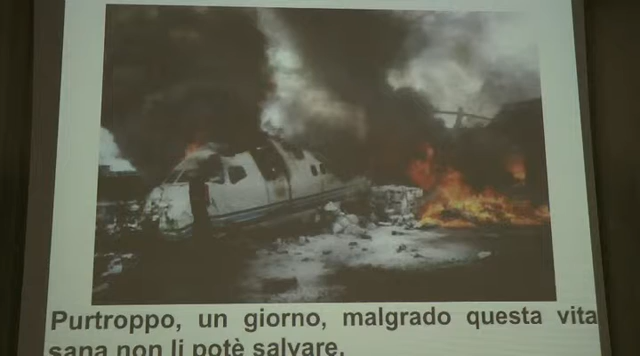 Purtroppo, un giorno, malgrado questa vita
sana non li potè salvare.